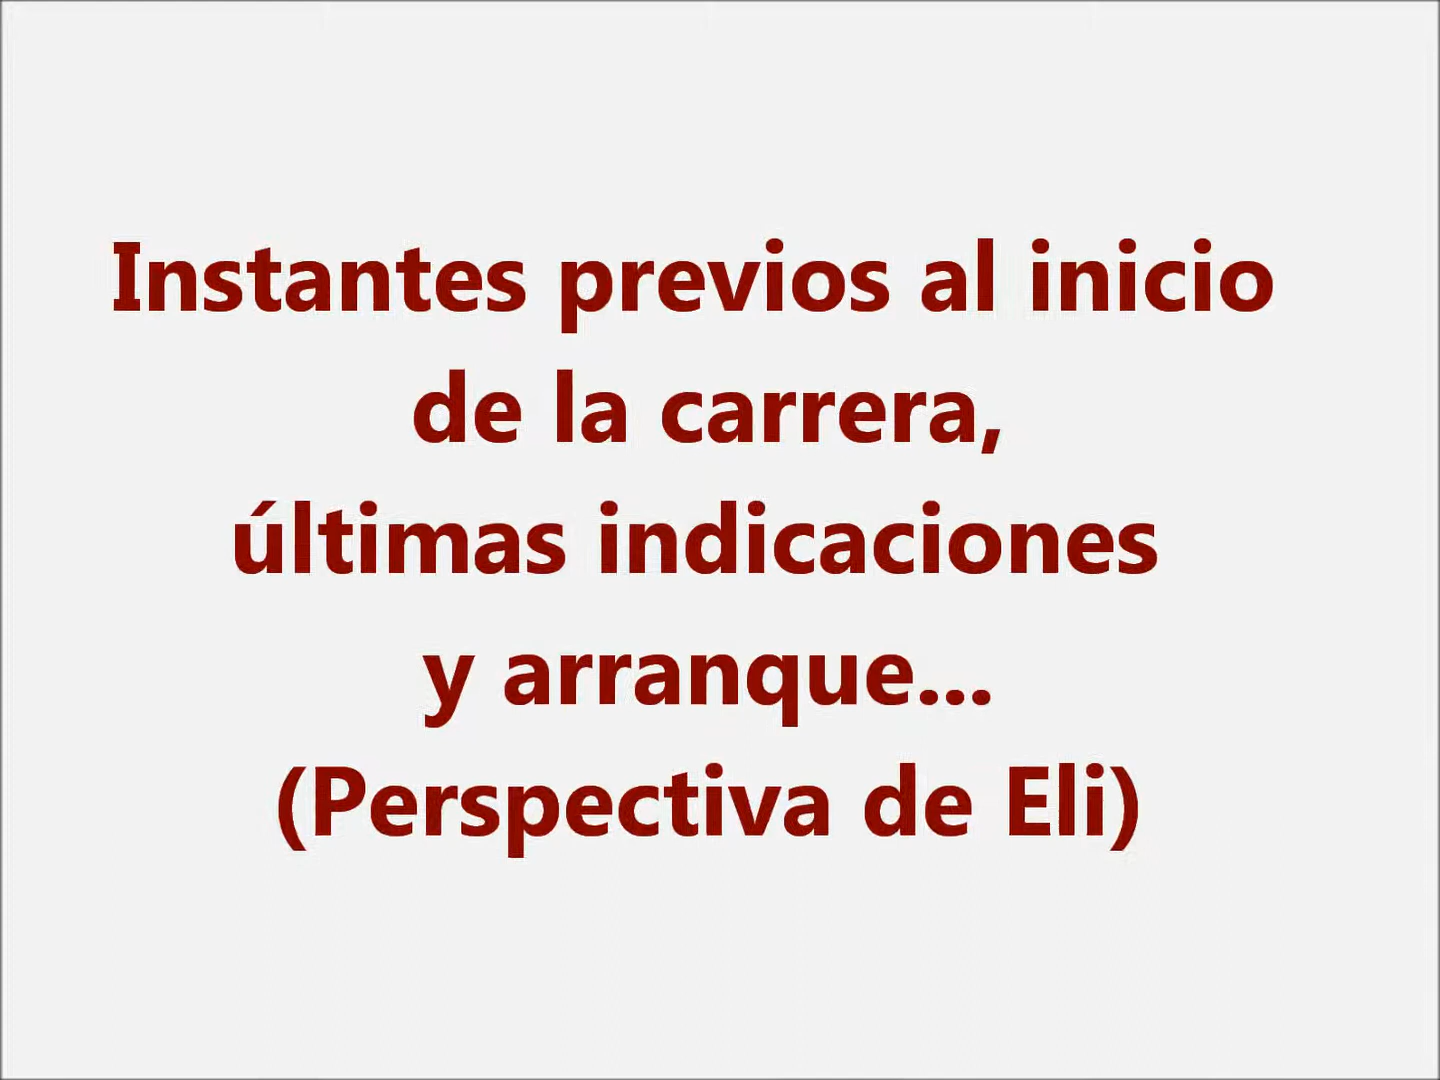 Instantes previos al inicio
de la carrera,
últimas indicaciones
y arranque...
(Perspectiva de Eli)